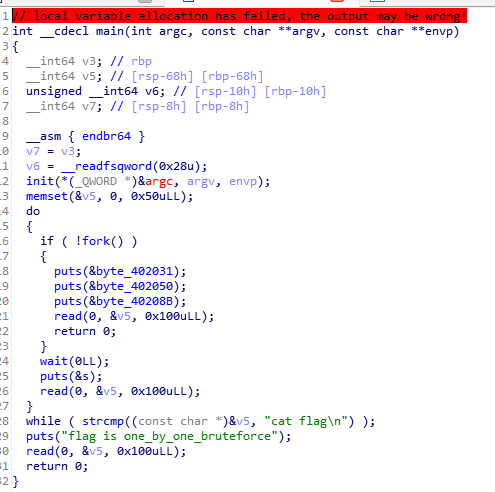 1 // local variable allocation has failed, the output may be wrong!
2 int __cdecl main(int argc, const char **argv, const char **envp)
3 {
4 __int64 v3; // rbp
5 __int64 v5; // [rsp-68h] [rbp-68h]
6 unsigned __int64 v6; // [rsp-10h] [rbp-10h]
7 __int64 v7; // [rsp-8h] [rbp-8h]
8
9 __asm { endbr64 }
10 v7 = v3;
11 v6 = __readfsqword(0x28u);
12 init(*(_QWORD *)&argc, argv, envp);
13 memset(&v5, 0, 0x50uLL);
14 do
15 {
16 if ( !fork() )
17 {
18 puts(&byte_402031);
19 puts(&byte_402050);
20 puts(&byte_40208B);
21 read(0, &v5, 0x100uLL);
22 return 0;
23 }
24 wait(0LL);
25 puts(&s);
26 read(0, &v5, 0x100uLL);
27 }
28 while ( strcmp((const char *)&v5, "cat flag\n") );
29 puts("flag is one_by_one_bruteforce");
30 read(0, &v5, 0x100uLL);
31 return 0;
32 }